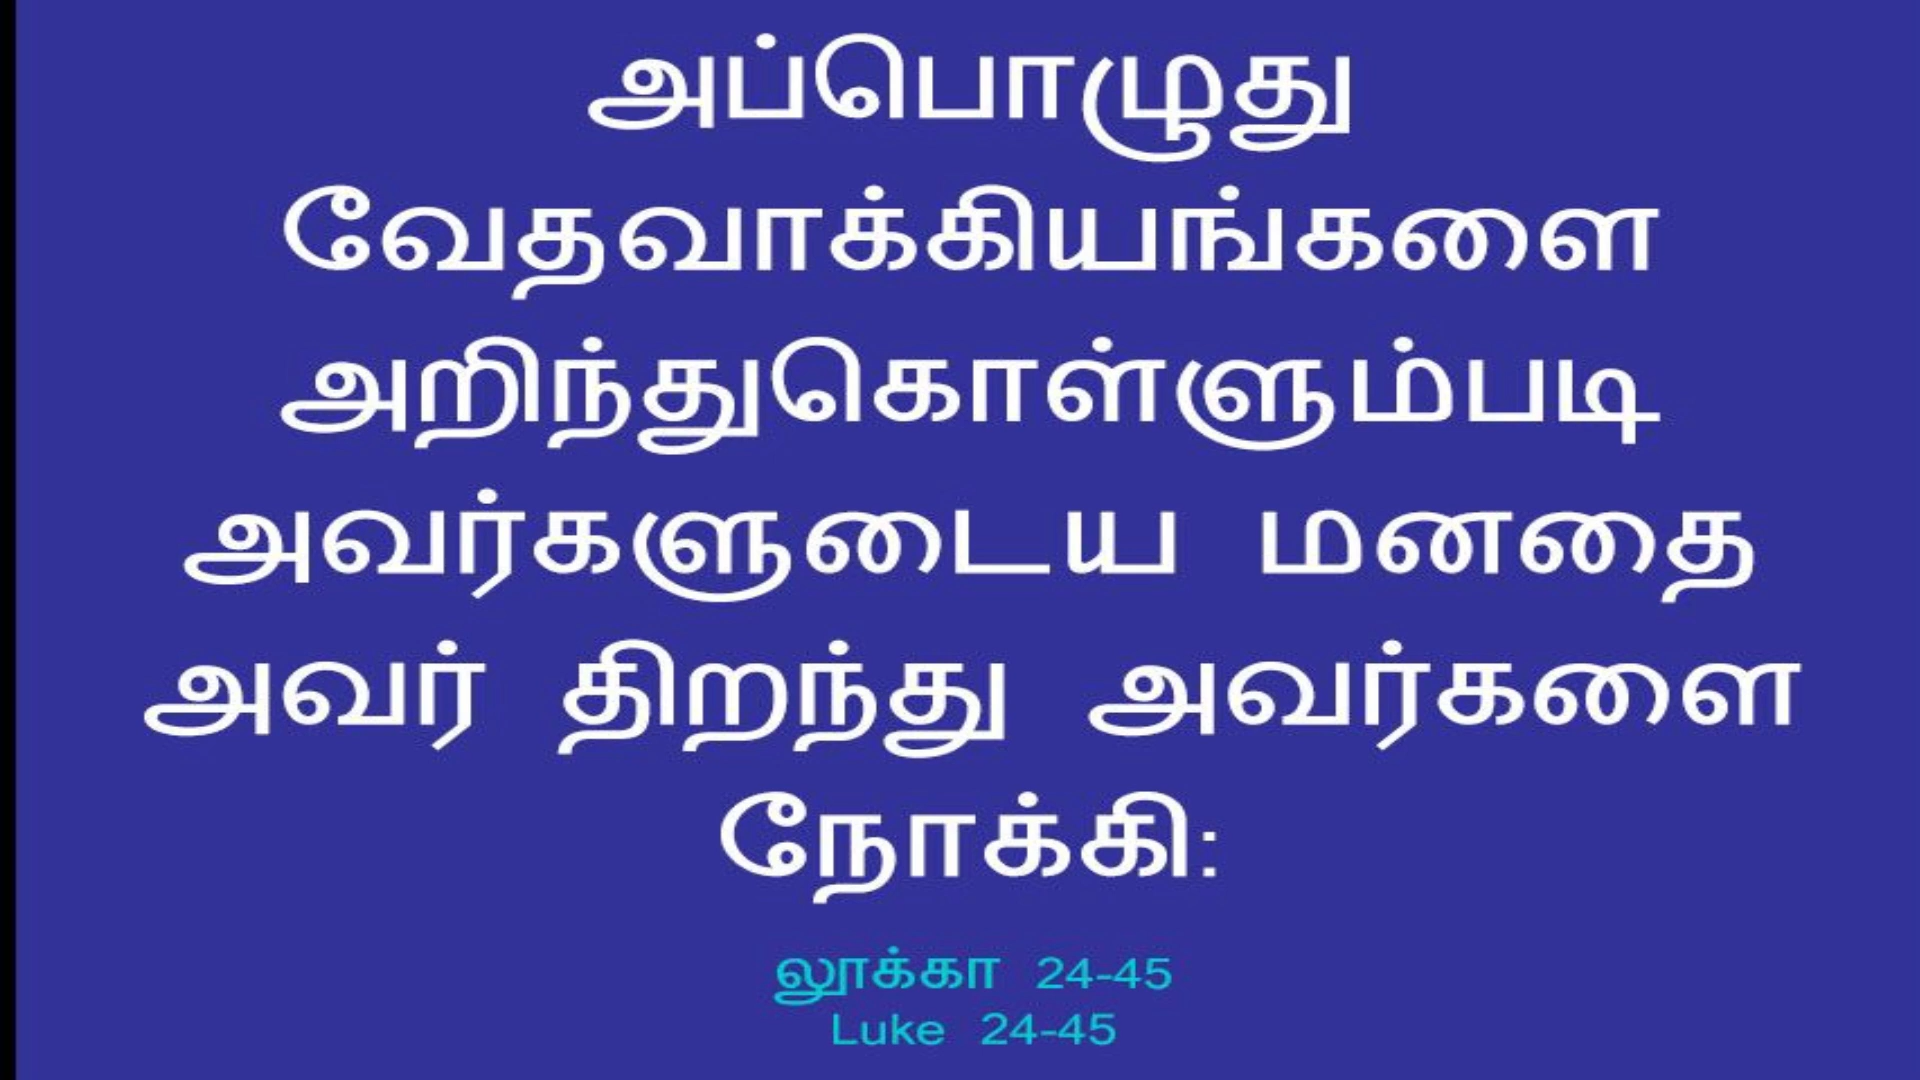 அப்பொழுது
வேதவாக்கியங்களை
அறிந்துகொள்ளும்படி
அவர்களுடைய மனதை
அவர் திறந்து அவர்களை
நோக்கி:
லூக்கா 24-45
Luke 24-45